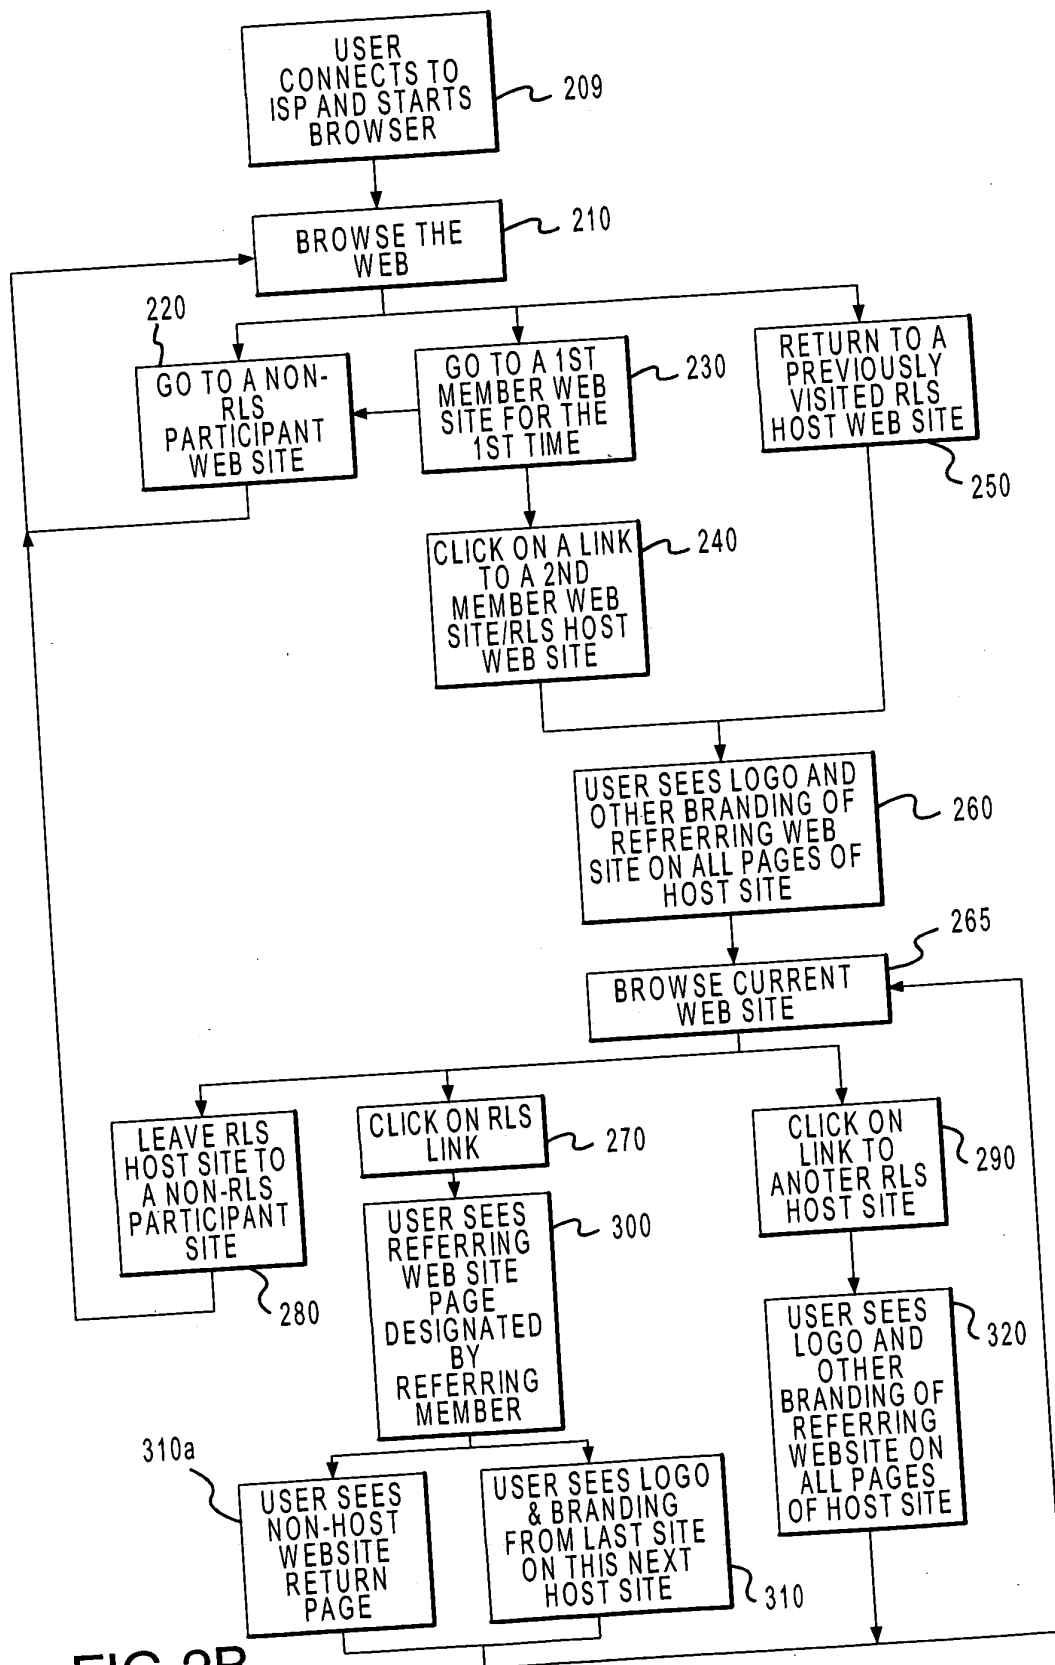 USER
CONNECTS TO
ISP AND STARTS
BROWSER
209
BROWSE THE
WEB
210
220
GO TO A NON-
RLS
PARTICIPANT
WEB SITE
GO TO A 1ST
MEMBER WEB
SITE FOR THE
1ST TIME
230
RETURN TO A
PREVIOUSLY
VISITED RLS
HOST WEB SITE
250
CLICK ON A LINK
TO A 2ND
MEMBER WEB
SITE/RLS HOST
WEB SITE
240
USER SEES LOGO AND
OTHER BRANDING OF
REFRERRING WEB
SITE ON ALL PAGES OF
HOST SITE
260
265
BROWSE CURRENT
WEB SITE
LEAVE RLS
HOST SITE TO
A NON-RLS
PARTICIPANT
SITE
280
CLICK ON RLS
LINK
270
CLICK ON
LINK TO
ANOTER RLS
HOST SITE
290
USER SEES
REFERRING
WEB SITE
PAGE
DESIGNATED
BY
REFERRING
MEMBER
300
USER SEES
LOGO AND
OTHER
BRANDING OF
REFERRING
WEBSITE ON
ALL PAGES
OF HOST SITE
320
310a
USER SEES
NON-HOST
WEBSITE
RETURN
PAGE
USER SEES LOGO
& BRANDING
FROM LAST SITE
ON THIS NEXT
HOST SITE
310
FIG.2B